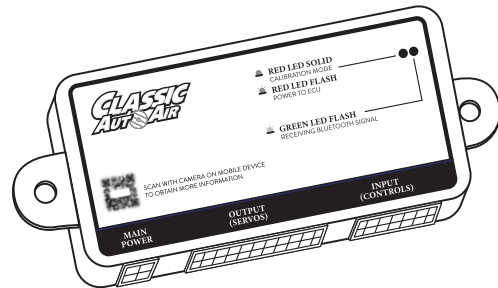 CLASSIC
AUTO AIR
RED LED SOLID
CALIBRATION MODE
RED LED FLASH
POWER TO ECU
GREEN LED FLASH
RECEIVING BLUETOOTH SIGNAL
SCAN WITH CAMERA ON MOBILE DEVICE
TO OBTAIN MORE INFORMATION
MAIN
POWER
OUTPUT
(SERVOS)
INPUT
(CONTROLS)